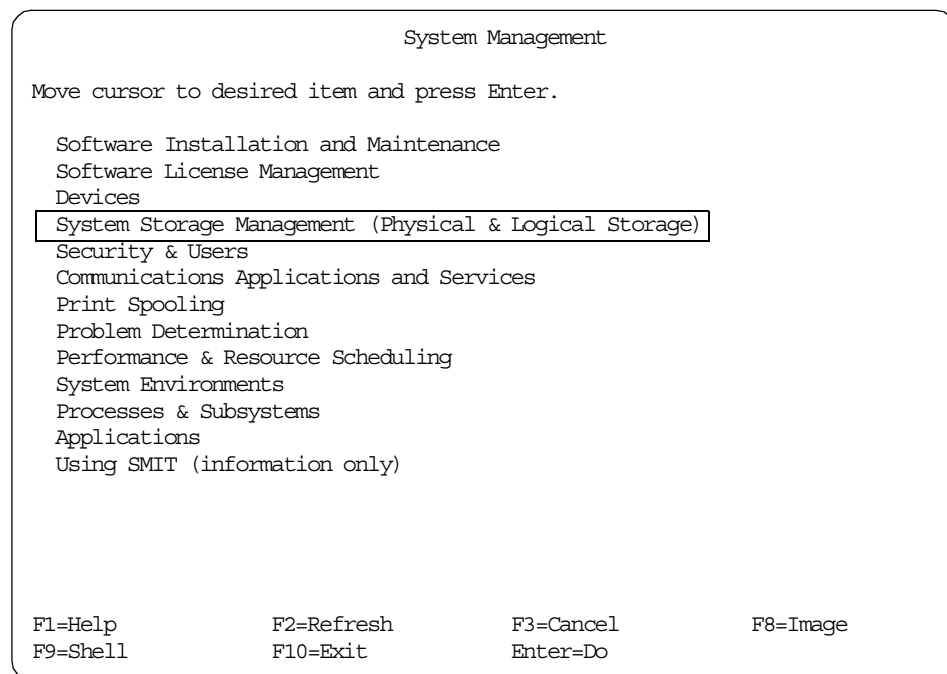 System Management
Move cursor to desired item and press Enter.
Software Installation and Maintenance
Software License Management
Devices
System Storage Management (Physical & Logical Storage)
Security & Users
Communications Applications and Services
Print Spooling
Problem Determination
Performance & Resource Scheduling
System Environments
Processes & Subsystems
Applications
Using SMIT (information only)
F1=Help F2=Refresh F3=Cancel F8=Image
F9=Shell F10=Exit Enter=Do